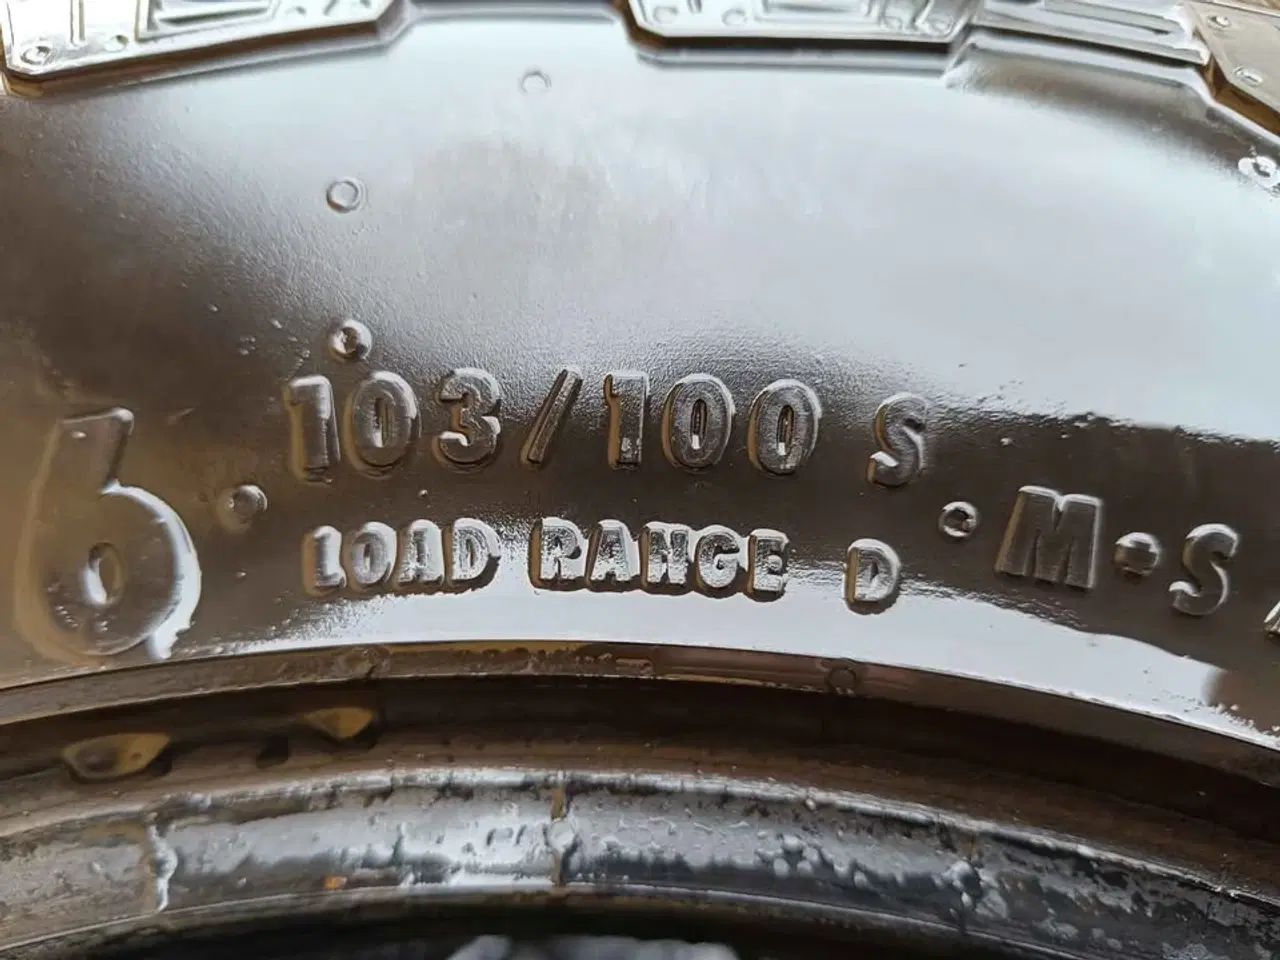 6
103/100 S
LOAD RANGE D
M·S